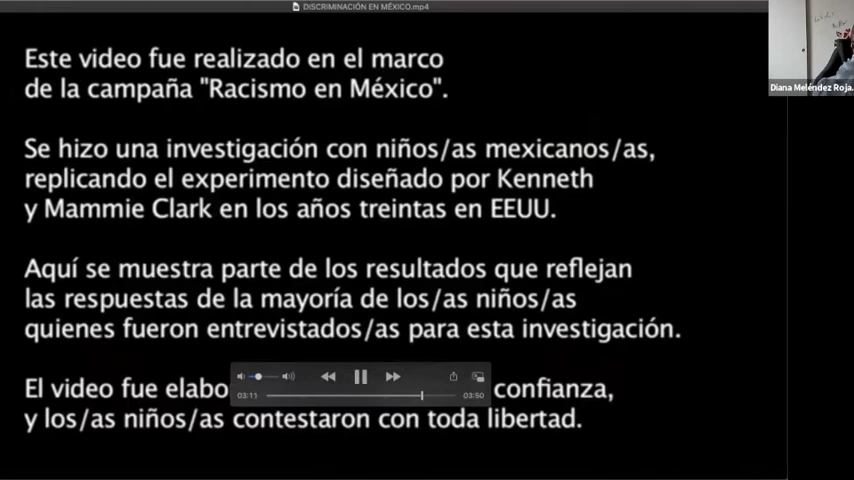 DISCRIMINACIÓN EN MÉXICO.mp4
Diana Meléndez Roja.
Este video fue realizado en el marco
de la campaña "Racismo en México".
Se hizo una investigación con niños/as mexicanos/as,
replicando el experimento diseñado por Kenneth
y Mammie Clark en los años treintas en EEUU.
Aquí se muestra parte de los resultados que reflejan
las respuestas de la mayoría de los/as niños/as
quienes fueron entrevistados/as para esta investigación.
El video fue elabo confianza,
y los/as niños/as contestaron con toda libertad.
03:11 03:50